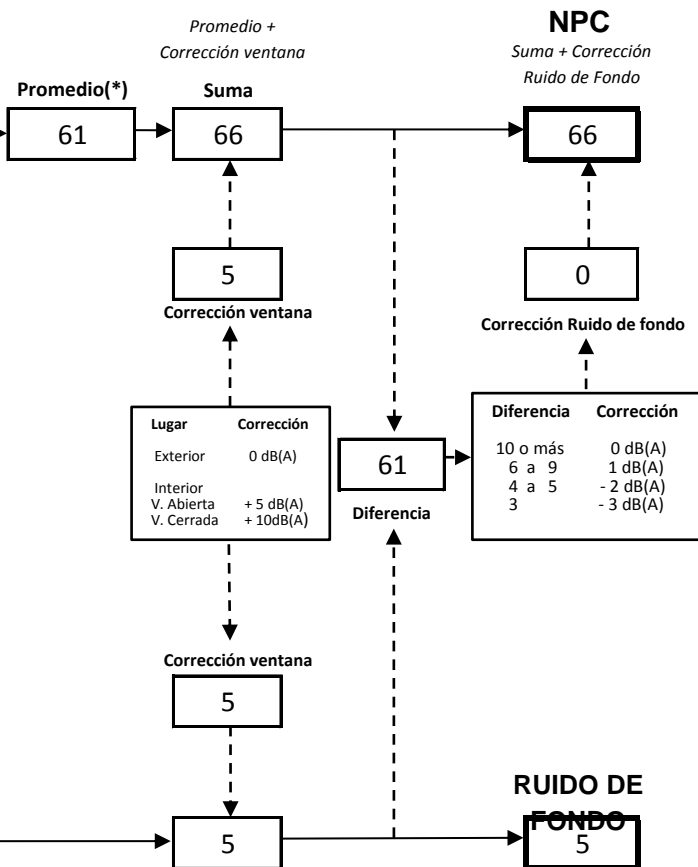 NPC
Promedio +
Corrección ventana
Suma + Corrección
Ruido de Fondo
Promedio(*)
Suma
61
66
66
5
0
Corrección ventana
Corrección Ruido de fondo
Lugar Corrección
Exterior 0 dB(A)
Interior
V. Abierta + 5 dB(A)
V. Cerrada + 10dB(A)
61
Diferencia
Diferencia Corrección
10 o más 0 dB(A)
6 a 9 1 dB(A)
4 a 5 - 2 dB(A)
3 - 3 dB(A)
Corrección ventana
5
RUIDO DE
FONDO
5
5